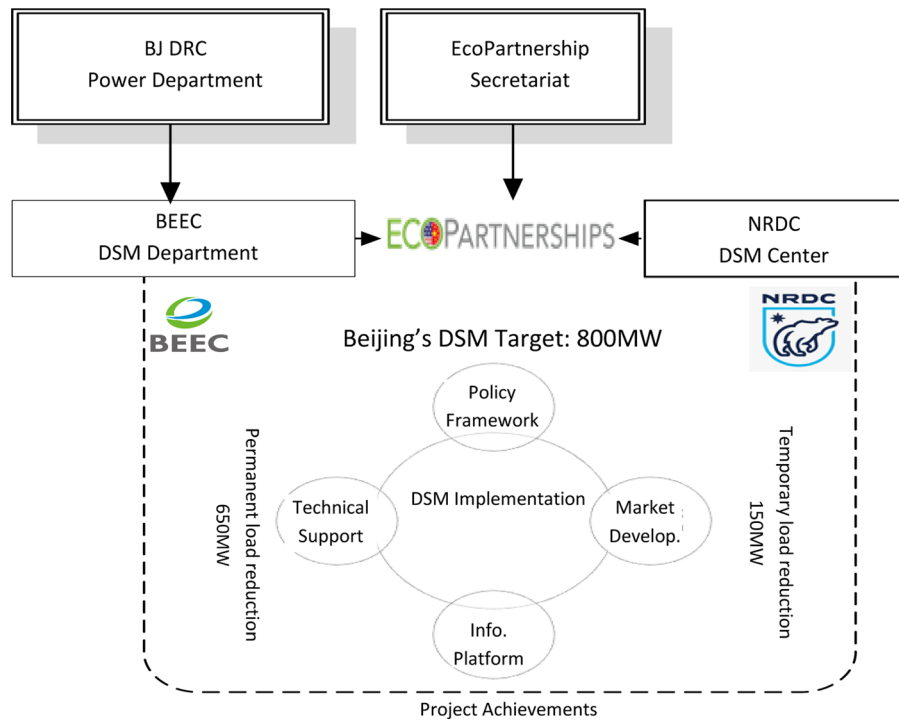 BJ DRC
Power Department
EcoPartnership
Secretariat
BEEC
DSM Department
ECOPARTNERSHIPS
NRDC
DSM Center
BEEC
NRDC
Beijing’s DSM Target: 800MW
Policy
Framework
Permanent load reduction
650MW
Technical
Support
DSM Implementation
Market
Develop.
Temporary load reduction
150MW
Info.
Platform
Project Achievements